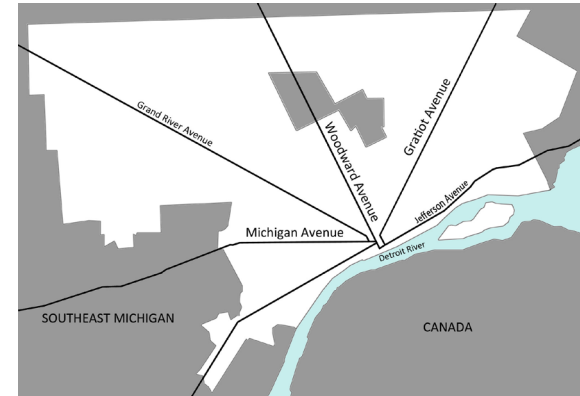 Grand River Avenue
Woodward Avenue
Gratiot Avenue
Jefferson Avenue
Michigan Avenue
Detroit River
SOUTHEAST MICHIGAN
CANADA